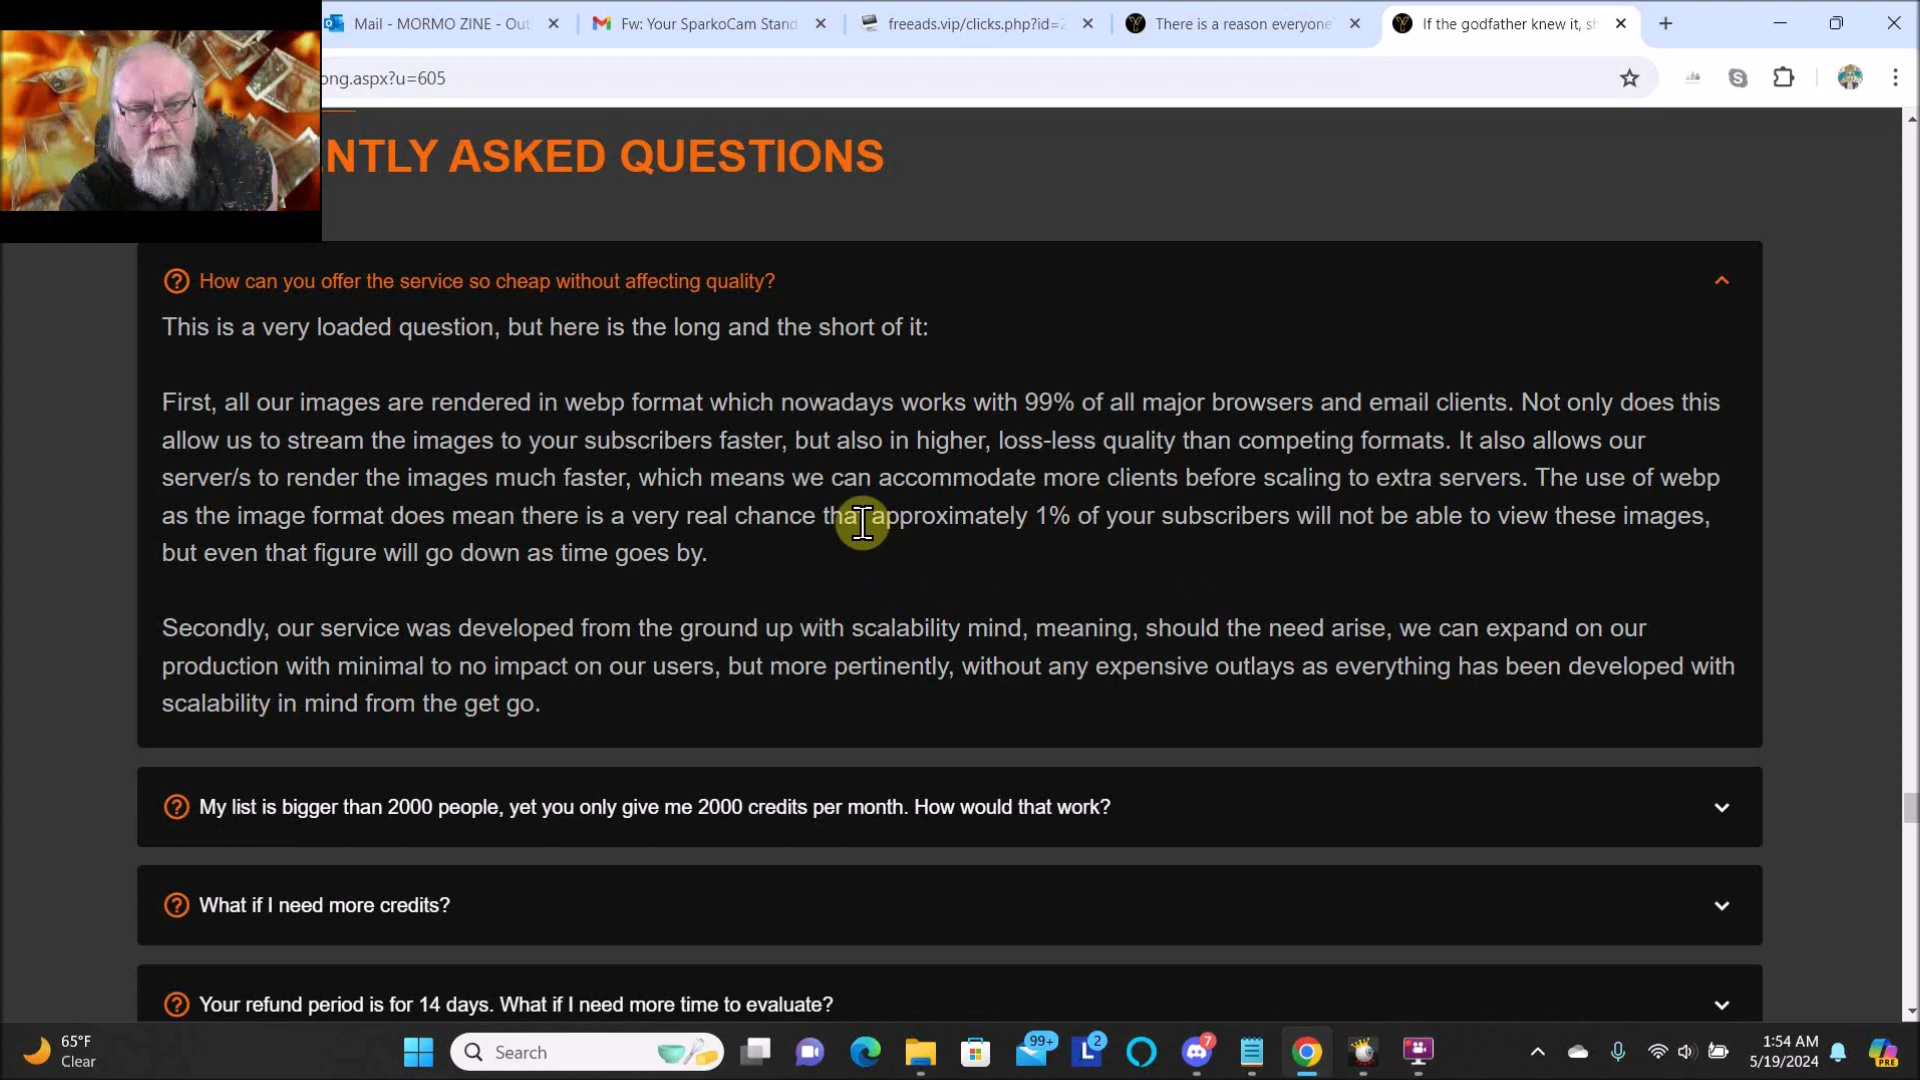 Mail - MORMO ZINE - Out
Fw: Your SparkoCam Stand
freeads.vip/clicks.php?id=2
There is a reason everyone
If the godfather knew it, sh
ong.aspx?u=605
NTLY ASKED QUESTIONS
How can you offer the service so cheap without affecting quality?
This is a very loaded question, but here is the long and the short of it:
First, all our images are rendered in webp format which nowadays works with 99% of all major browsers and email clients. Not only does this
allow us to stream the images to your subscribers faster, but also in higher, loss-less quality than competing formats. It also allows our
server/s to render the images much faster, which means we can accommodate more clients before scaling to extra servers. The use of webp
as the image format does mean there is a very real chance that approximately 1% of your subscribers will not be able to view these images,
but even that figure will go down as time goes by.
Secondly, our service was developed from the ground up with scalability mind, meaning, should the need arise, we can expand on our
production with minimal to no impact on our users, but more pertinently, without any expensive outlays as everything has been developed with
scalability in mind from the get go.
My list is bigger than 2000 people, yet you only give me 2000 credits per month. How would that work?
What if I need more credits?
Your refund period is for 14 days. What if I need more time to evaluate?
65°F
Clear
Search
99+
L
2
7
1:54 AM
5/19/2024
PRE